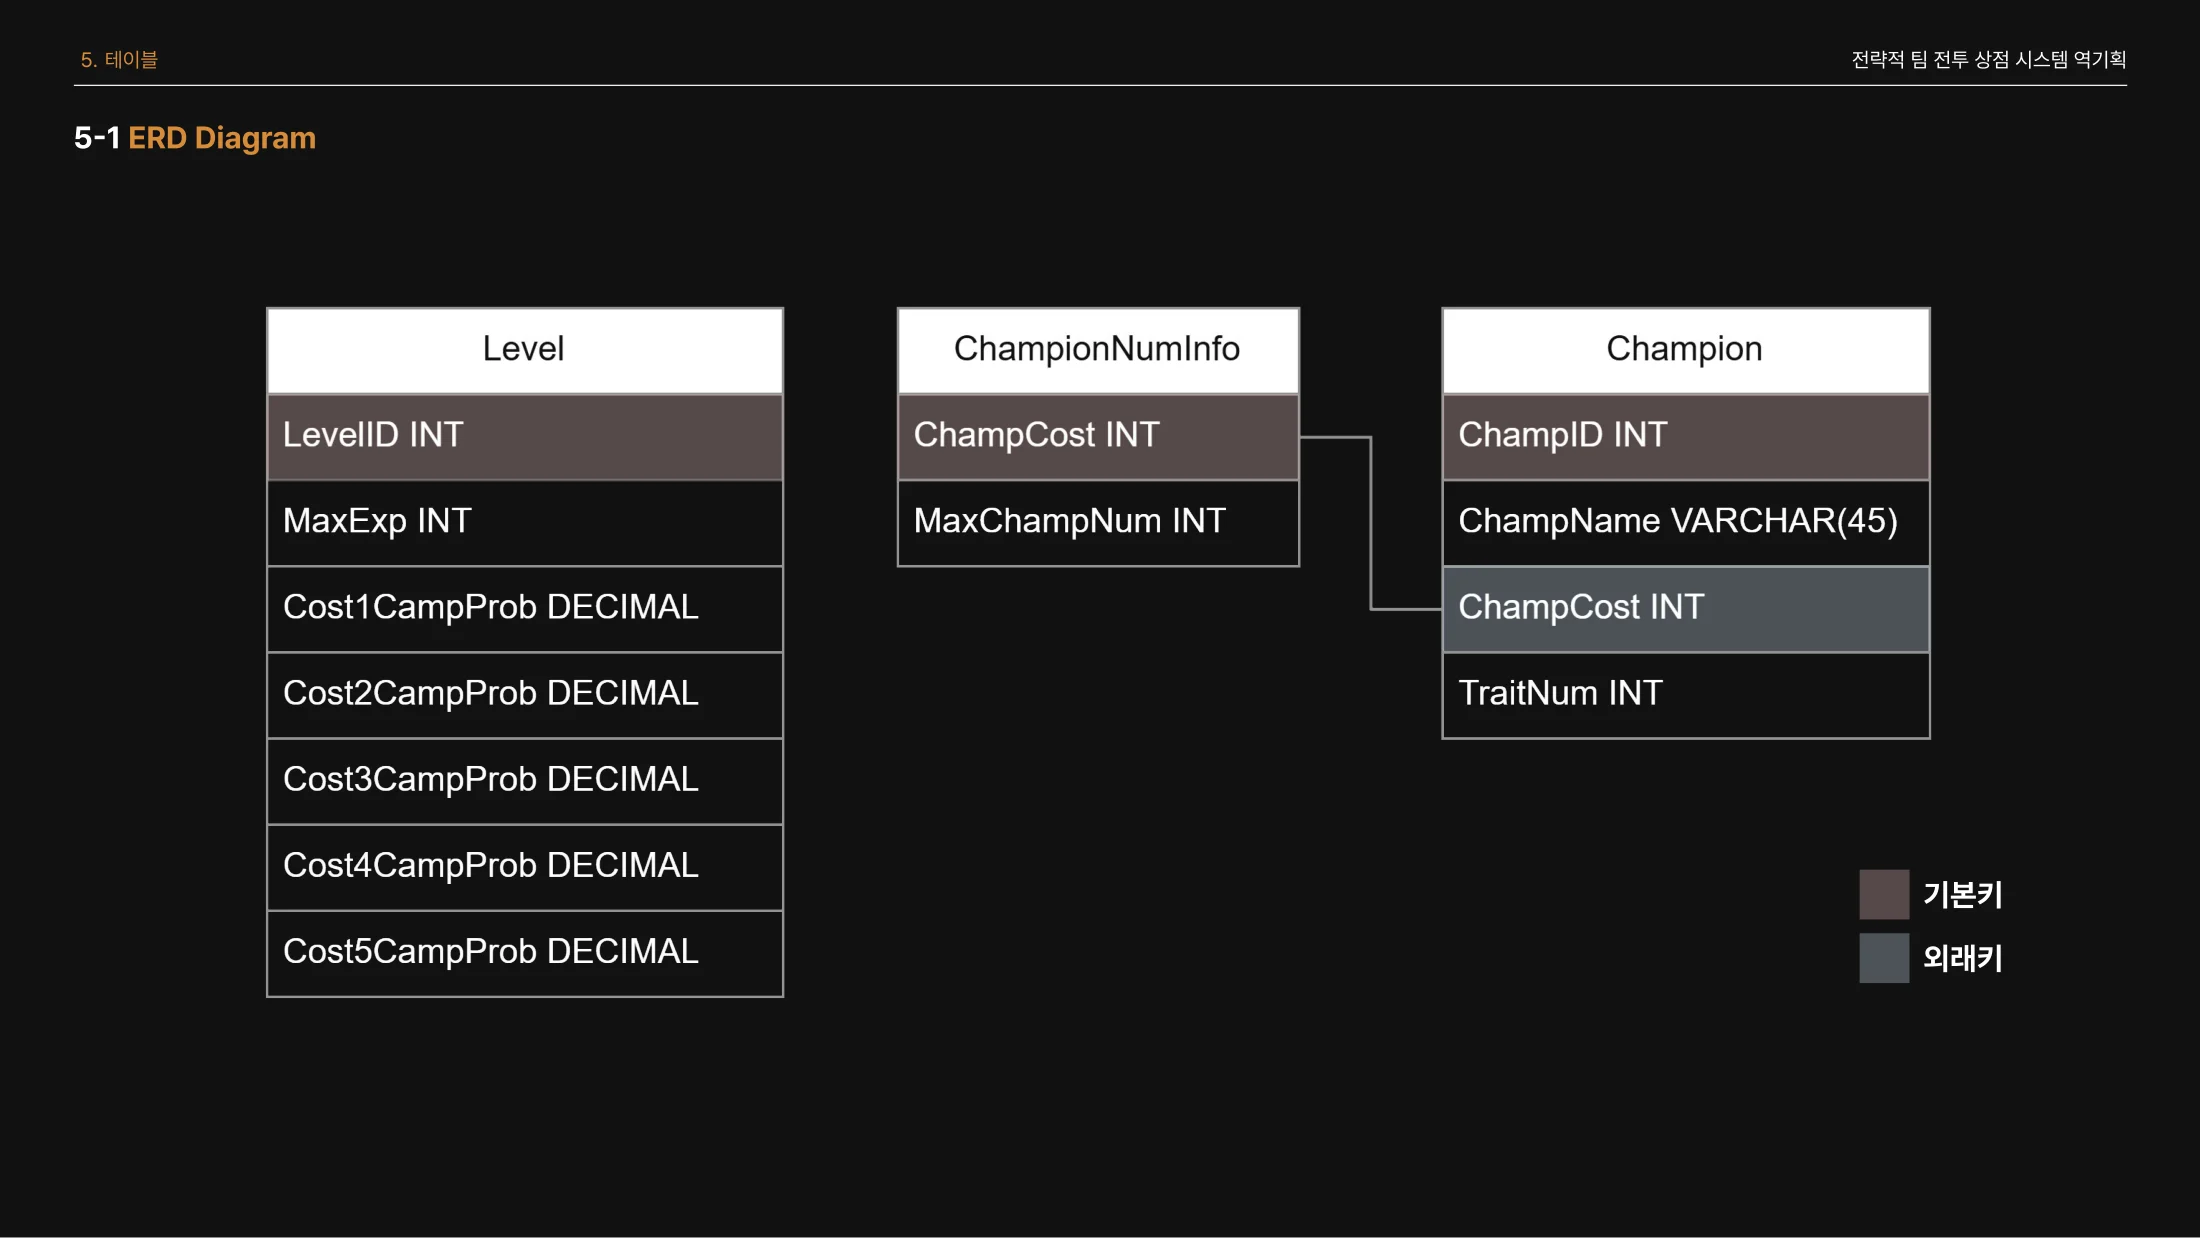 5. 테이블
전략적 팀 전투 상점 시스템 역기획
5-1 ERD Diagram
Level
LevelID INT
MaxExp INT
Cost1CampProb DECIMAL
Cost2CampProb DECIMAL
Cost3CampProb DECIMAL
Cost4CampProb DECIMAL
Cost5CampProb DECIMAL
ChampionNumInfo
ChampCost INT
MaxChampNum INT
Champion
ChampID INT
ChampName VARCHAR(45)
ChampCost INT
TraitNum INT
기본키
외래키